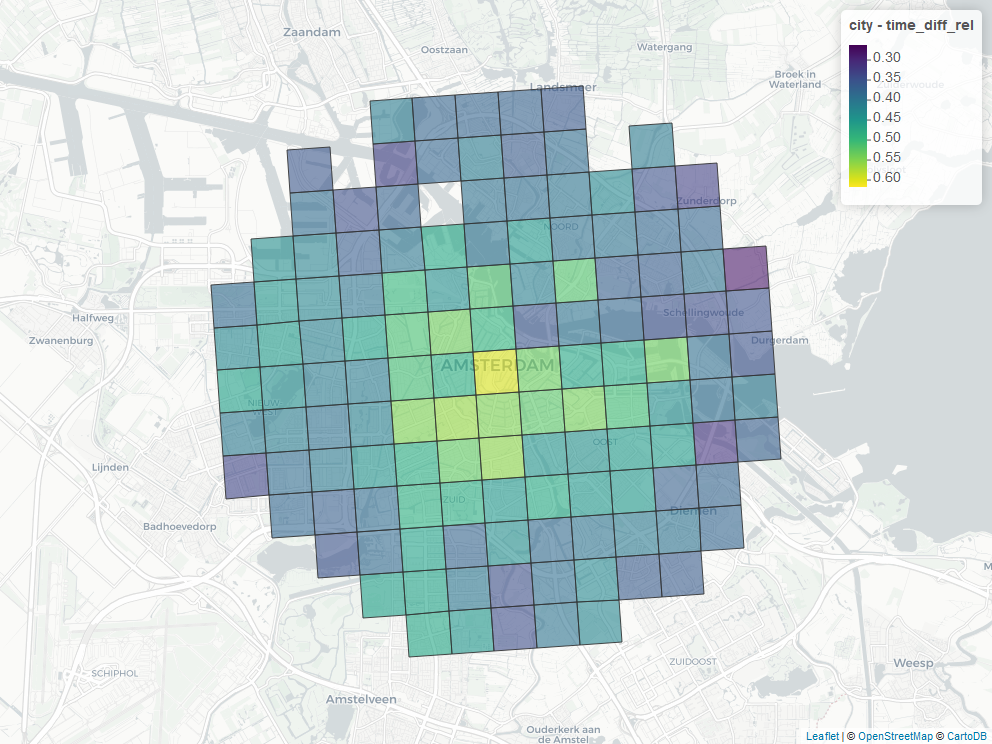 city - time_diff_rel
0.30
0.35
0.40
0.45
0.50
0.55
0.60
Zaandam
Oostzaan
Watergang
Broek in
Waterland
Zuiderwoude
Landsmeer
Zunderdorp
NOORD
Halfweg
Schellingwoude
Zwanenburg
Durgerdam
AMSTERDAM
NIEUW
WEST
OOST
Lijnden
ZUID
Diemen
Badhoevedorp
SCHIPHOL
ZUIDOOST
Weesp
Amstelveen
Ouderkerk aan
de Amstel
M
Leaflet | © OpenStreetMap © CartoDB